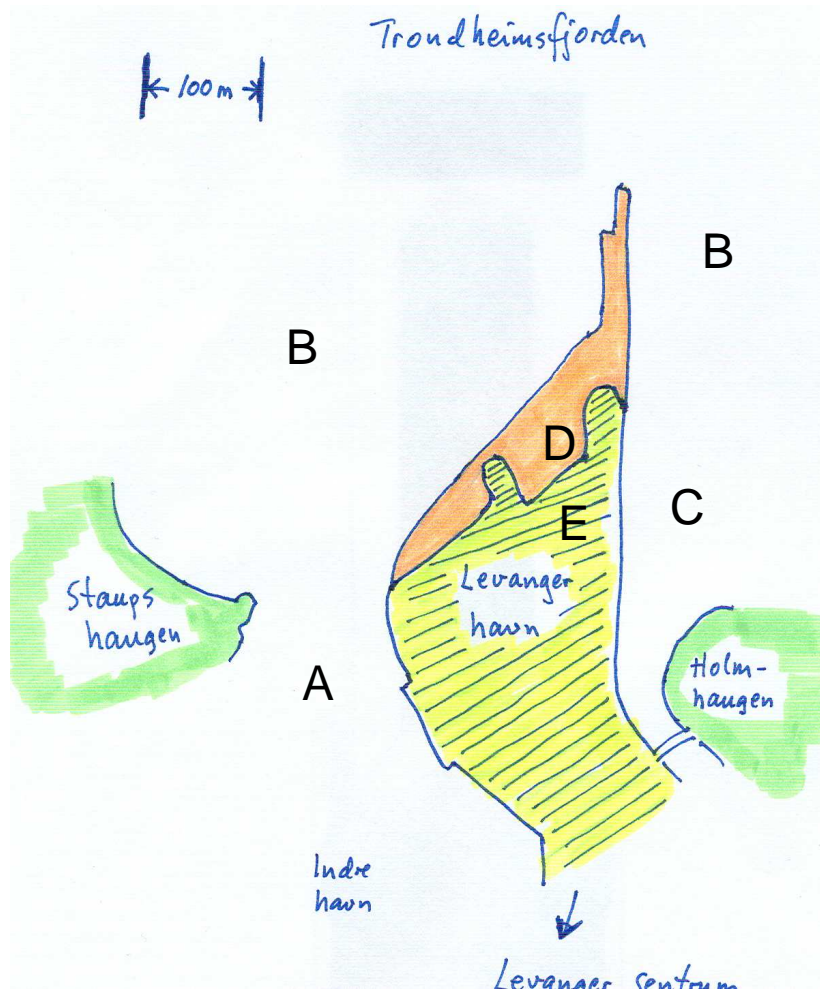 Trondheimsfjorden
100m
B
B
D
C
E
Staups
haugen
Levanger
havn
Holm-
haugen
A
Indre
havn
Levanger sentrum